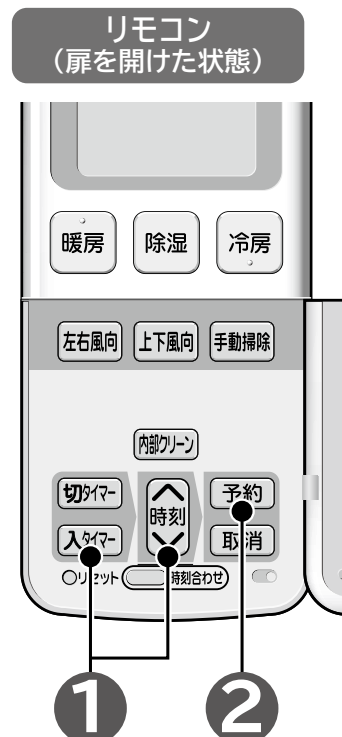 リモコン
（扉を開けた状態）
暖房 除湿 冷房
左右風向 上下風向 手動掃除
内部クリーン
切タイマー 時刻 予約
入タイマー 取消
リセット 時刻合わせ
1 2